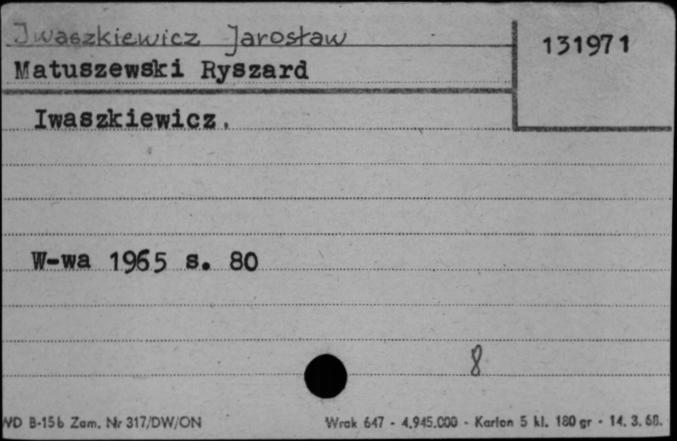 Iwaszkiewicz Jarosław
131971
Matuszewski Ryszard
Iwaszkiewicz.
W-wa 1965 s. 80
8
WD B-15b Zam. Nr 317/DW/ON
Wrak 647 - 4.945.000 - Karton 5 kl. 180 gr - 14. 3. 68.